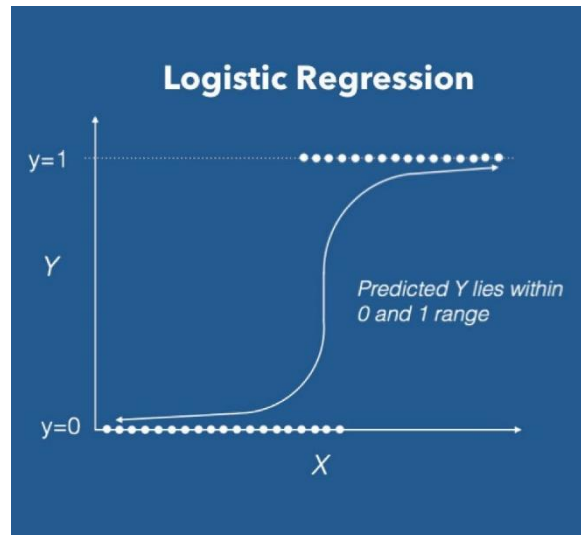 Logistic Regression
y=1
Y
Predicted Y lies within
0 and 1 range
y=0
X